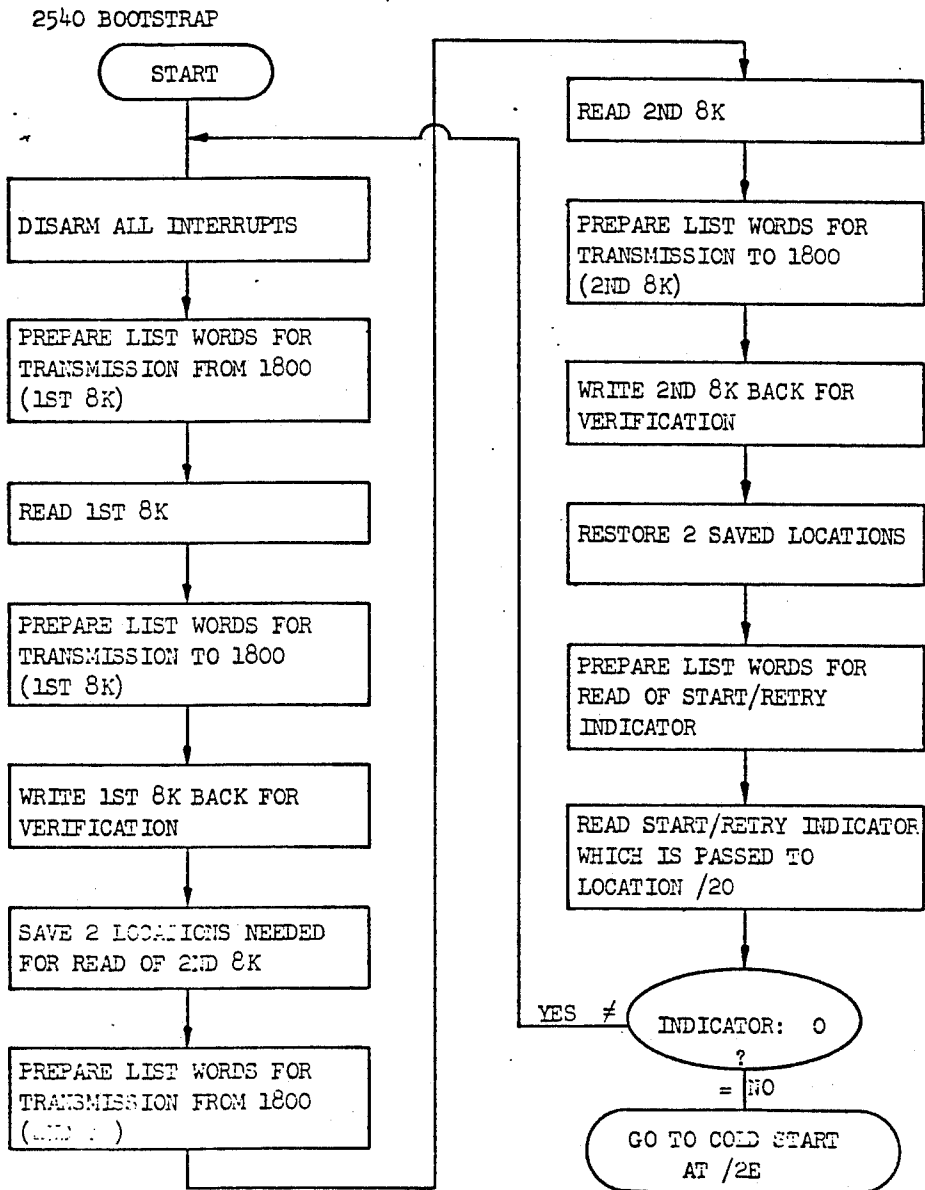 2540 BOOTSTRAP
START
DISARM ALL INTERRUPTS
PREPARE LIST WORDS FOR
TRANSMISSION FROM 1800
(1ST 8K)
READ 1ST 8K
PREPARE LIST WORDS FOR
TRANSMISSION TO 1800
(1ST 8K)
WRITE 1ST 8K BACK FOR
VERIFICATION
SAVE 2 LOCATIONS NEEDED
FOR READ OF 2ND 8K
PREPARE LIST WORDS FOR
TRANSMISSION FROM 1800
READ 2ND 8K
PREPARE LIST WORDS FOR
TRANSMISSION TO 1800
(2ND 8K)
WRITE 2ND 8K BACK FOR
VERIFICATION
RESTORE 2 SAVED LOCATIONS
PREPARE LIST WORDS FOR
READ OF START/RETRY
INDICATOR
READ START/RETRY INDICATOR
WHICH IS PASSED TO
LOCATION /20
YES ≠
INDICATOR: 0
?
= NO
GO TO COLD START
AT /2E